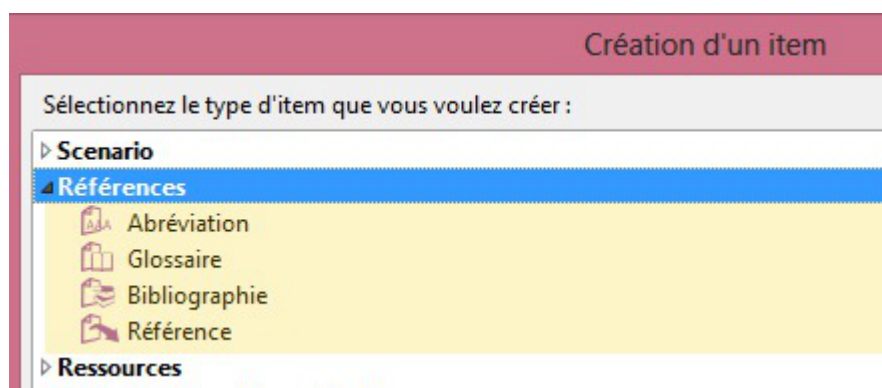 Création d'un item
Sélectionnez le type d'item que vous voulez créer :
Scenario
Références
Abréviation
Glossaire
Bibliographie
Référence
Ressources